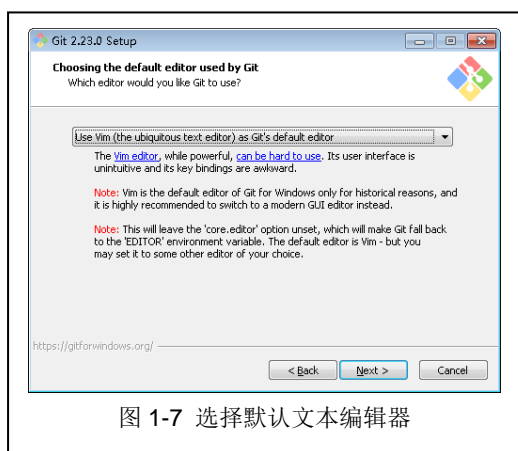 Git 2.23.0 Setup
Choosing the default editor used by Git
Which editor would you like Git to use?
Use Vim (the ubiquitous text editor) as Git's default editor
The Vim editor, while powerful, can be hard to use. Its user interface is
unintuitive and its key bindings are awkward.
Note: Vim is the default editor of Git for Windows only for historical reasons, and
it is highly recommended to switch to a modern GUI editor instead.
Note: This will leave the 'core.editor' option unset, which will make Git fall back
to the 'EDITOR' environment variable. The default editor is Vim - but you
may set it to some other editor of your choice.
https://gitforwindows.org/
< Back Next > Cancel
图 1-7 选择默认文本编辑器